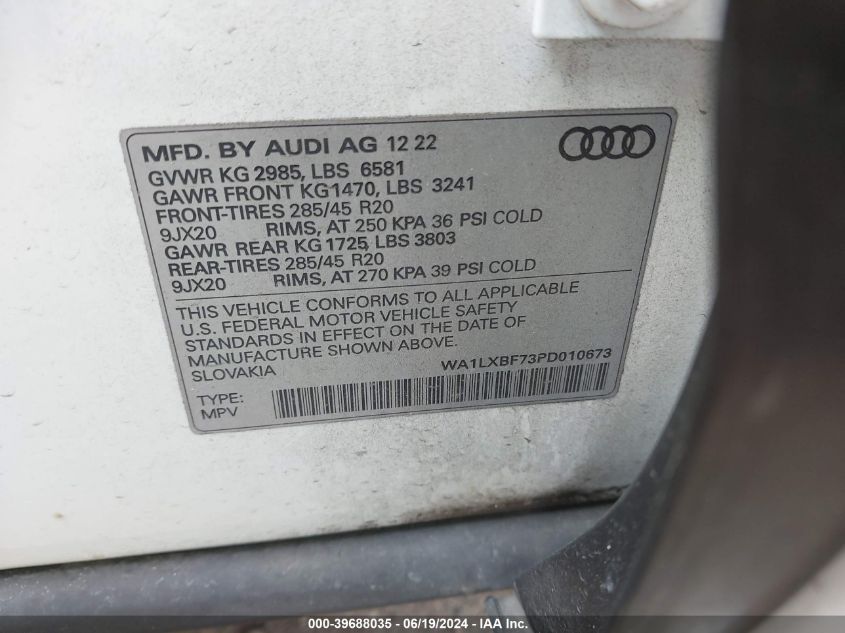 MFD. BY AUDI AG 12 22
GVWR KG 2985, LBS 6581
GAWR FRONT KG1470, LBS 3241
FRONT-TIRES 285/45 R20
9JX20 RIMS, AT 250 KPA 36 PSI COLD
GAWR REAR KG 1725, LBS 3803
REAR-TIRES 285/45 R20
9JX20 RIMS, AT 270 KPA 39 PSI COLD
THIS VEHICLE CONFORMS TO ALL APPLICABLE
U.S. FEDERAL MOTOR VEHICLE SAFETY
STANDARDS IN EFFECT ON THE DATE OF
MANUFACTURE SHOWN ABOVE.
SLOVAKIA WA1LXBF73PD010673
TYPE:
MPV
000-39688035 - 06/19/2024 - IAA Inc.